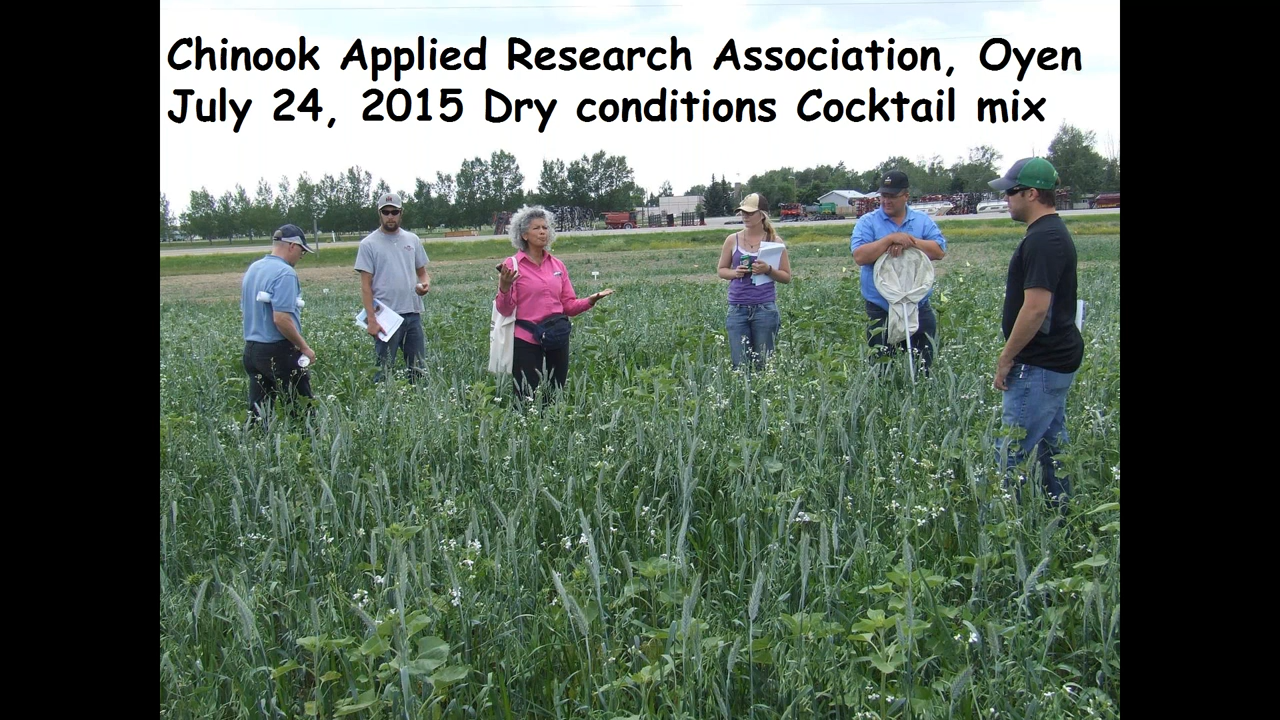 Chinook Applied Research Association, Oyen
July 24, 2015 Dry conditions Cocktail mix